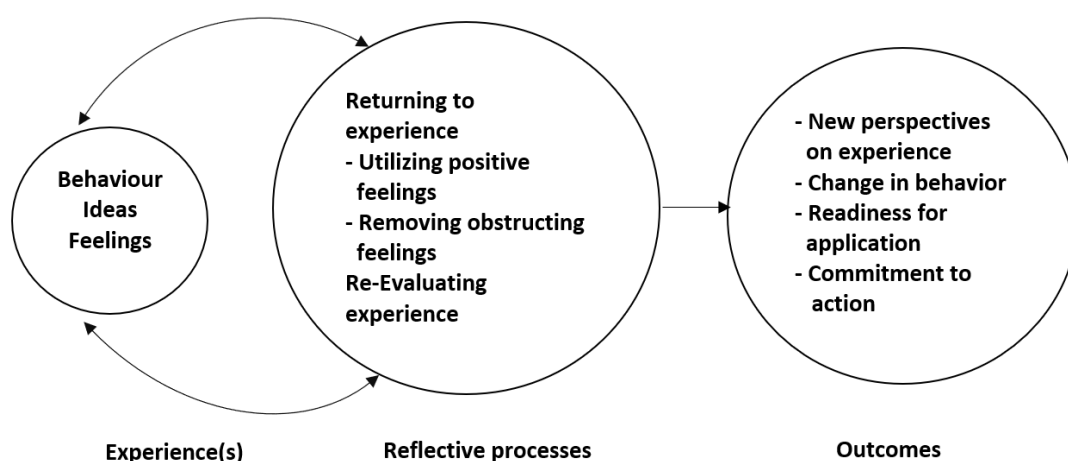 Behaviour
Ideas
Feelings
Returning to
experience
- Utilizing positive
feelings
- Removing obstructing
feelings
Re-Evaluating
experience
- New perspectives
on experience
- Change in behavior
- Readiness for
application
- Commitment to
action
Experience(s)
Reflective processes
Outcomes